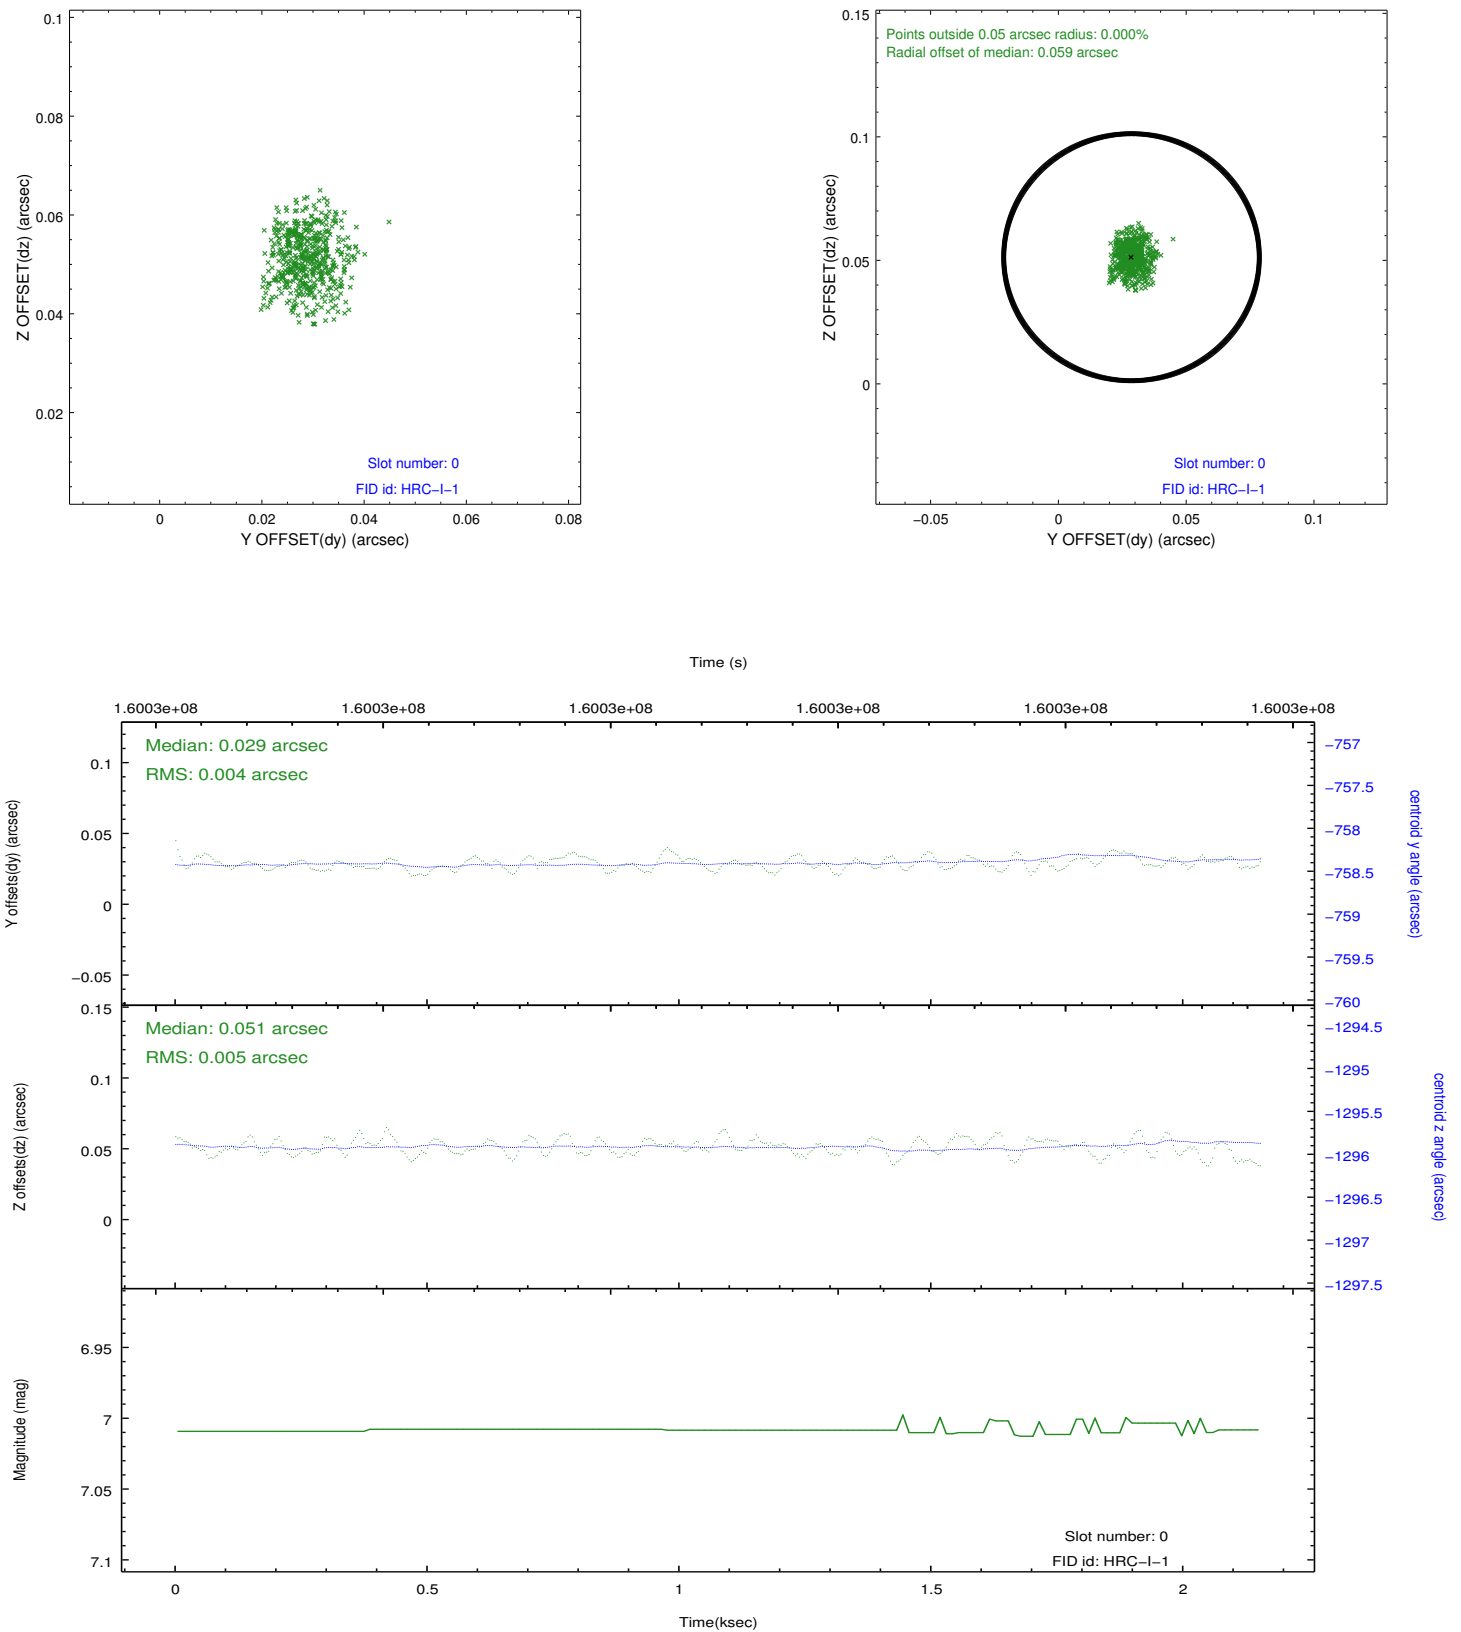 0.1
0.08
0.06
0.04
0.02
Z OFFSET(dz) (arcsec)
Slot number: 0
FID id: HRC−I−1
0 0.02 0.04 0.06 0.08
Y OFFSET(dy) (arcsec)
Points outside 0.05 arcsec radius: 0.000%
Radial offset of median: 0.059 arcsec
0.15
0.1
0.05
0
Z OFFSET(dz) (arcsec)
Slot number: 0
FID id: HRC−I−1
−0.05 0 0.05 0.1
Y OFFSET(dy) (arcsec)
Time (s)
1.6003e+08 1.6003e+08 1.6003e+08 1.6003e+08 1.6003e+08 1.6003e+08
Median: 0.029 arcsec
RMS: 0.004 arcsec
0.1
0.05
0
−0.05
Y offsets(dy) (arcsec)
−757
−757.5
−758
−758.5
−759
−759.5
−760
centroid y angle (arcsec)
Median: 0.051 arcsec
RMS: 0.005 arcsec
0.15
0.1
0.05
0
Z offsets(dz) (arcsec)
−1294.5
−1295
−1295.5
−1296
−1296.5
−1297
−1297.5
centroid z angle (arcsec)
6.95
7
7.05
7.1
Magnitude (mag)
Slot number: 0
FID id: HRC−I−1
0 0.5 1 1.5 2
Time(ksec)